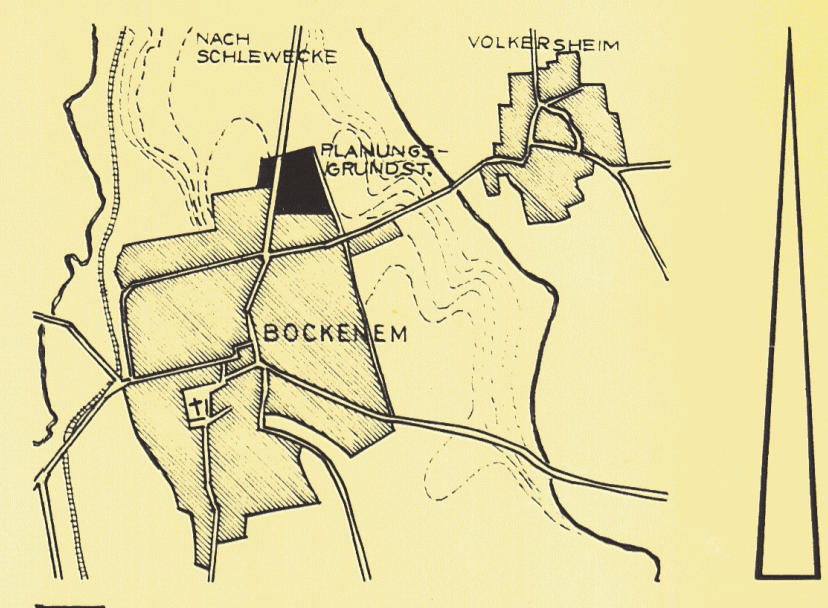 NACH
SCHLEWECKE
VOLKERSHEIM
PLANUNGS-
GRUNDST.
BOCKENEM